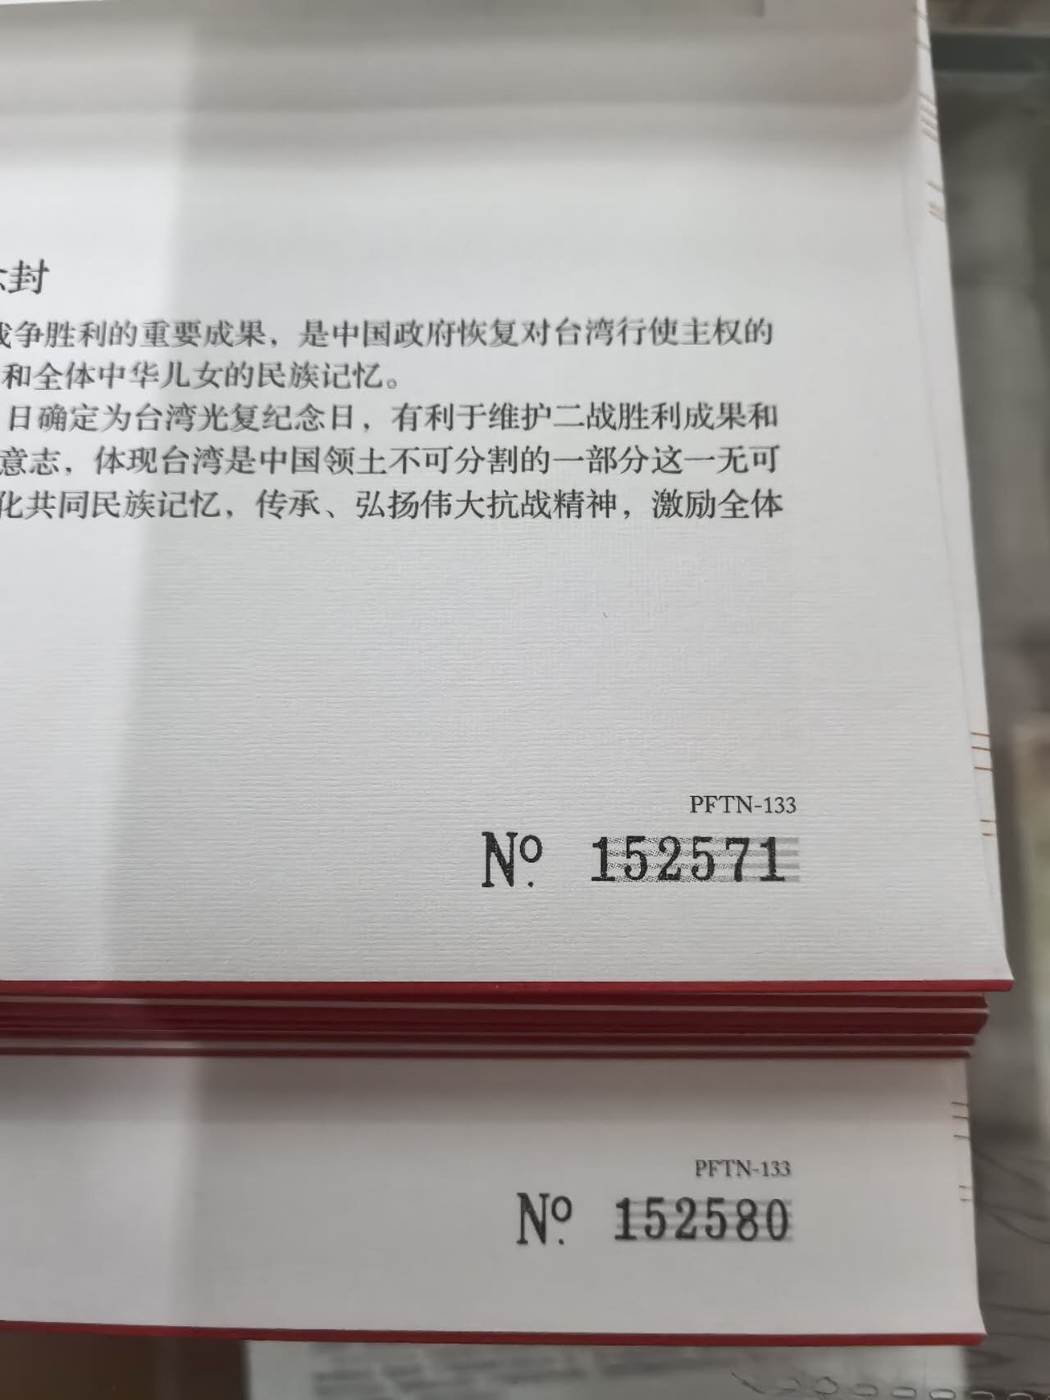 念封
战争胜利的重要成果，是中国政府恢复对台湾行使主权的
和全体中华儿女的民族记忆。
日确定为台湾光复纪念日，有利于维护二战胜利成果和
意志，体现台湾是中国领土不可分割的一部分这一无可
化共同民族记忆，传承、弘扬伟大抗战精神，激励全体
PFTN-133
Nº 152571
PFTN-133
Nº 152580